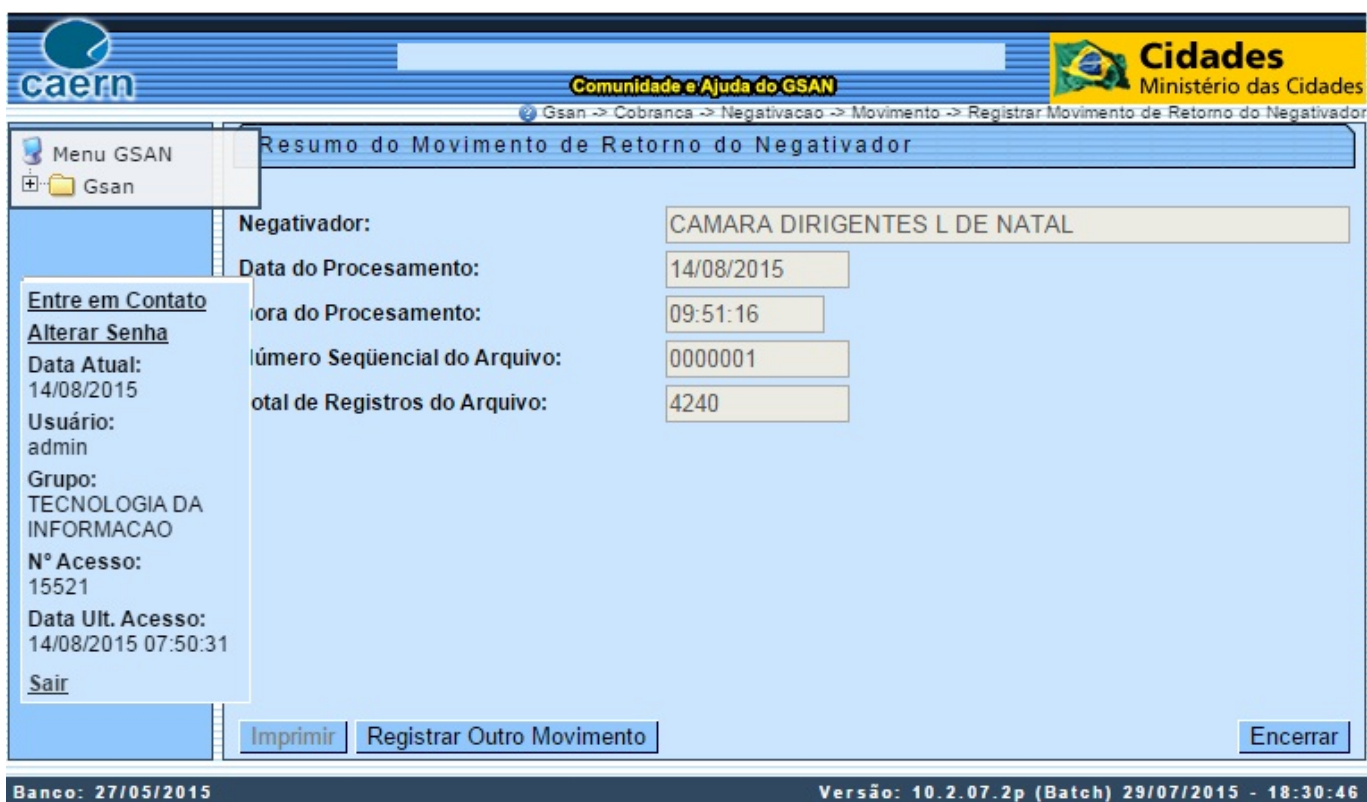 caern
Comunidade e Ajuda do GSAN
Cidades
Ministério das Cidades
Gsan -> Cobranca -> Negativacao -> Movimento -> Registrar Movimento de Retorno do Negativador
Menu GSAN
Gsan
Resumo do Movimento de Retorno do Negativador
Negativador: CAMARA DIRIGENTES L DE NATAL
Data do Procesamento: 14/08/2015
ora do Procesamento: 09:51:16
úmero Seqüencial do Arquivo: 0000001
otal de Registros do Arquivo: 4240
Entre em Contato
Alterar Senha
Data Atual:
14/08/2015
Usuário:
admin
Grupo:
TECNOLOGIA DA
INFORMACAO
Nº Acesso:
15521
Data Ult. Acesso:
14/08/2015 07:50:31
Sair
Imprimir Registrar Outro Movimento Encerrar
Banco: 27/05/2015 Versão: 10.2.07.2p (Batch) 29/07/2015 - 18:30:46